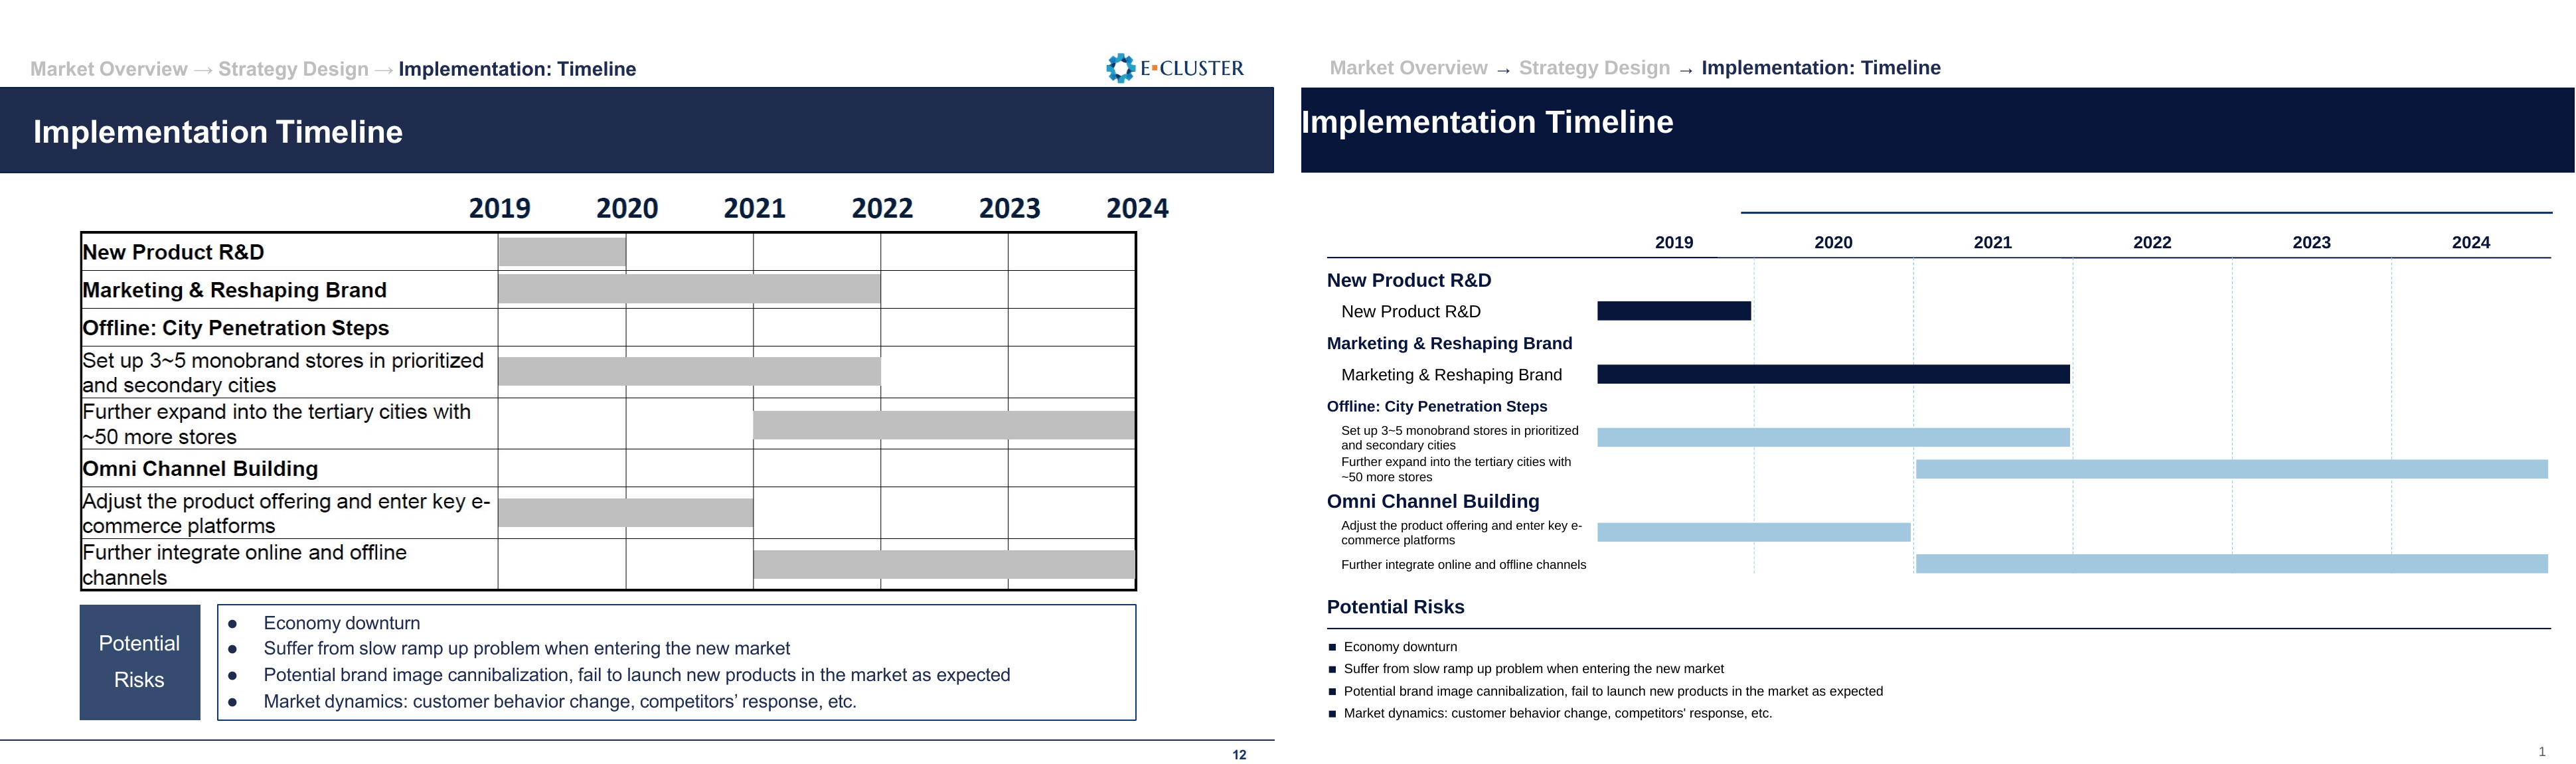 Market Overview → Strategy Design → Implementation: Timeline
E·CLUSTER
Implementation Timeline
2019 2020 2021 2022 2023 2024
New Product R&D
Marketing & Reshaping Brand
Offline: City Penetration Steps
Set up 3~5 monobrand stores in prioritized
and secondary cities
Further expand into the tertiary cities with
~50 more stores
Omni Channel Building
Adjust the product offering and enter key e-
commerce platforms
Further integrate online and offline
channels
Potential
Risks
● Economy downturn
● Suffer from slow ramp up problem when entering the new market
● Potential brand image cannibalization, fail to launch new products in the market as expected
● Market dynamics: customer behavior change, competitors’ response, etc.
12
Market Overview → Strategy Design → Implementation: Timeline
Implementation Timeline
2019 2020 2021 2022 2023 2024
New Product R&D
New Product R&D
Marketing & Reshaping Brand
Marketing & Reshaping Brand
Offline: City Penetration Steps
Set up 3~5 monobrand stores in prioritized
and secondary cities
Further expand into the tertiary cities with
~50 more stores
Omni Channel Building
Adjust the product offering and enter key e-
commerce platforms
Further integrate online and offline channels
Potential Risks
■ Economy downturn
■ Suffer from slow ramp up problem when entering the new market
■ Potential brand image cannibalization, fail to launch new products in the market as expected
■ Market dynamics: customer behavior change, competitors' response, etc.
1